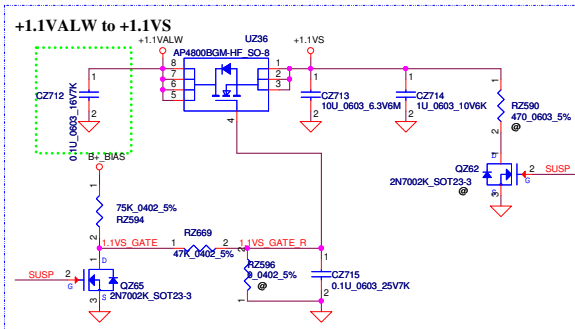 +1.1VALW to +1.1VS
+1.1VALW
UZ36
AP4800BGM-HF_SO-8
+1.1VS
8
7
6
5
1
2
3
4
1
CZ712
2
0.1U_0603_16V7K
1
CZ713
10U_0603_6.3V6M
2
1
CZ714
1U_0603_10V6K
2
1
RZ590
470_0603_5%
@
2
1
D
QZ62
2N7002K_SOT23-3
@
2
G
S
3
SUSP
B+_BIAS
1
75K_0402_5%
RZ594
2
1.1VS_GATE
1
RZ669
2
47K_0402_5%
1.1VS_GATE_R
2
RZ596
0_0402_5%
@
1
1
CZ715
0.1U_0603_25V7K
2
SUSP
2
G
1
D
QZ65
2N7002K_SOT23-3
S
3